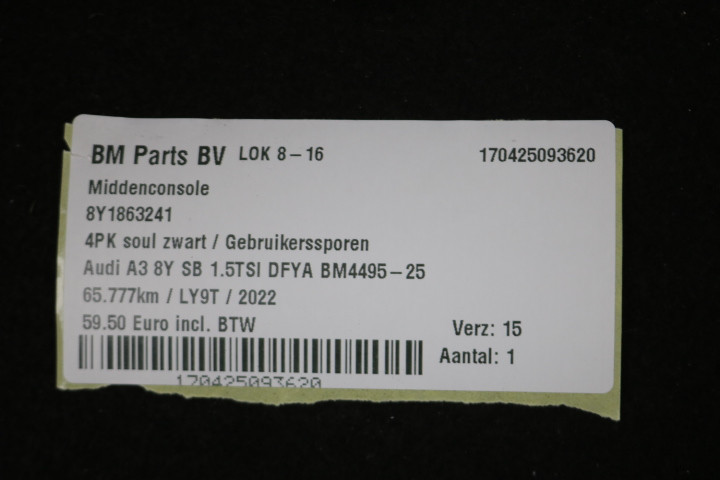 BM Parts BV LOK 8-16 170425093620
Middenconsole
8Y1863241
4PK soul zwart / Gebruikerssporen
Audi A3 8Y SB 1.5TSI DFYA BM4495-25
65.777km / LY9T / 2022
59.50 Euro incl. BTW Verz: 15
Aantal: 1
170425093620